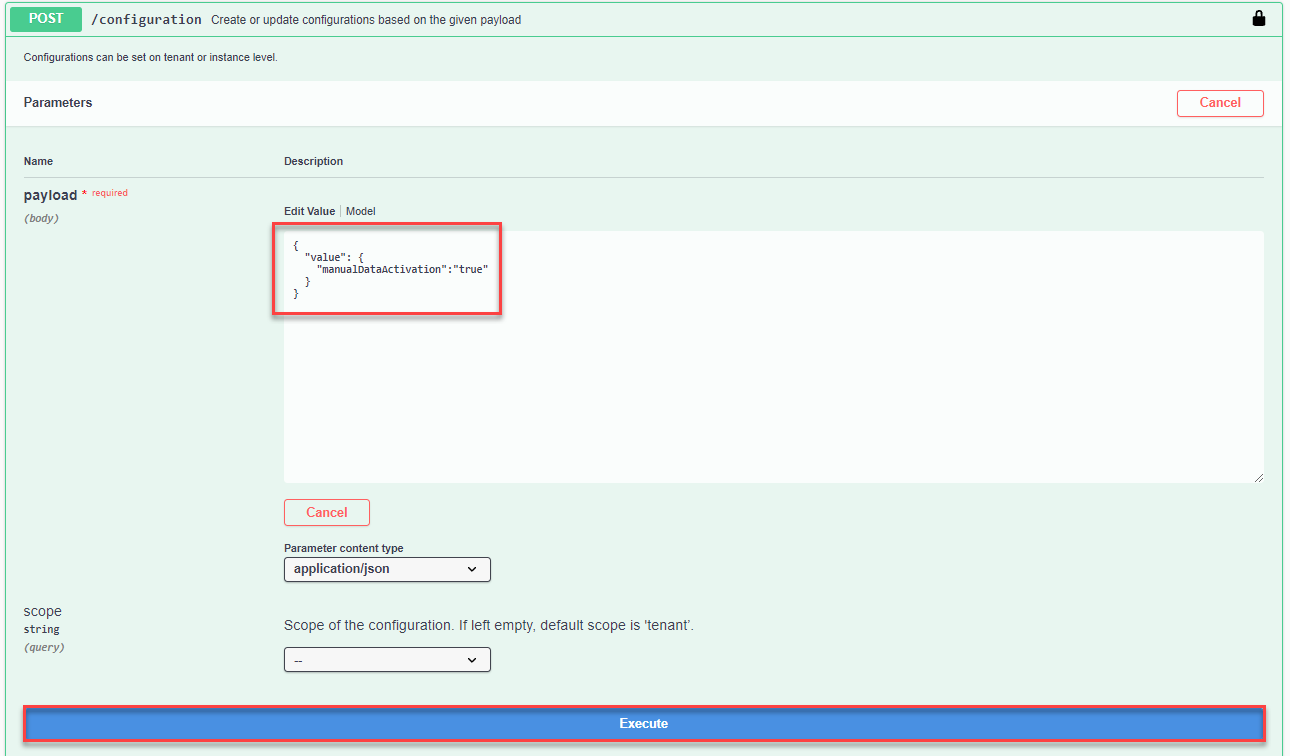 POST /configuration Create or update configurations based on the given payload
Configurations can be set on tenant or instance level.
Parameters
Cancel
Name Description
payload * required
(body)
Edit Value | Model
{
  "value": {
    "manualDataActivation":"true"
  }
}
Cancel
Parameter content type
application/json
scope
string
(query)
Scope of the configuration. If left empty, default scope is 'tenant'.
--
Execute